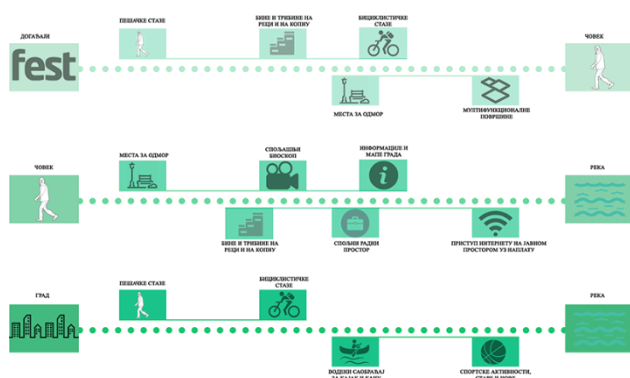 ПЕШАЧКЕ СТАЗЕ
БИНЕ И ТРИБИНЕ НА
РЕЦИ И НА КОПНУ
БИЦИКЛИСТИЧКЕ
СТАЗЕ
ДОГАЂАЈИ
ЧОВЕК
fest
МЕСТА ЗА ОДМОР
МУЛТИФУНКЦИОНАЛНЕ
ПОВРШИНЕ
ЧОВЕК
МЕСТА ЗА ОДМОР
СПОЉАШЊИ
БИОСКОП
ИНФОРМАЦИЈЕ И
МАПЕ ГРАДА
РЕКА
БИНЕ И ТРИБИНЕ НА
РЕЦИ И НА КОПНУ
СПОЉНИ РАДНИ
ПРОСТОР
ПРИСТУП ИНТЕРНЕТУ НА ЈАВНОМ
ПРОСТОРОМ УЗ НАПЛАТУ
ГРАД
ПЕШАЧКЕ СТАЗЕ
БИЦИКЛИСТИЧКЕ
СТАЗЕ
РЕКА
ВОДЕНИ САОБРАЋАЈ
СПОРТСКЕ АКТИВНОСТИ,